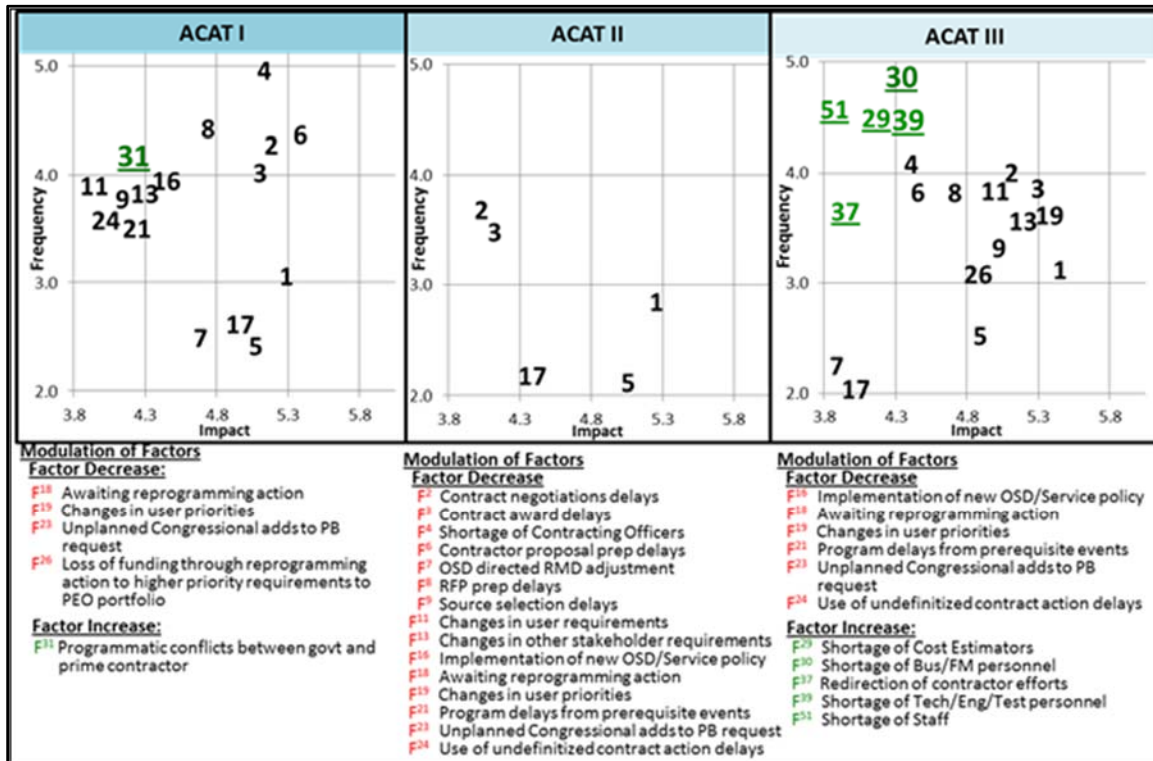 ACAT I
5.0
4.0
3.0
2.0
Frequency
4
8
2
6
3
31
16
11
9
13
24
21
1
7
17
5
3.8 4.3 4.8 5.3 5.8
Impact
Modulation of Factors
Factor Decrease:
F18 Awaiting reprogramming action
F19 Changes in user priorities
F23 Unplanned Congressional adds to PB
request
F26 Loss of funding through reprogramming
action to higher priority requirements to
PEO portfolio
Factor Increase:
F31 Programmatic conflicts between govt and
prime contractor
ACAT II
5.0
4.0
3.0
2.0
Frequency
2
3
1
17
5
3.8 4.3 4.8 5.3 5.8
Impact
Modulation of Factors
Factor Decrease
F2 Contract negotiations delays
F3 Contract award delays
F4 Shortage of Contracting Officers
F6 Contractor proposal prep delays
F7 OSD directed RMD adjustment
F8 RFP prep delays
F9 Source selection delays
F11 Changes in user requirements
F13 Changes in other stakeholder requirements
F16 Implementation of new OSD/Service policy
F18 Awaiting reprogramming action
F19 Changes in user priorities
F21 Program delays from prerequisite events
F23 Unplanned Congressional adds to PB request
F24 Use of undefinitized contract action delays
ACAT III
5.0
4.0
3.0
2.0
Frequency
30
51
29
39
4
2
6
8
11
3
37
13
19
9
26
1
5
7
17
3.8 4.3 4.8 5.3 5.8
Impact
Modulation of Factors
Factor Decrease
F16 Implementation of new OSD/Service policy
F18 Awaiting reprogramming action
F19 Changes in user priorities
F21 Program delays from prerequisite events
F23 Unplanned Congressional adds to PB
request
F24 Use of undefinitized contract action delays
Factor Increase:
F29 Shortage of Cost Estimators
F30 Shortage of Bus/FM personnel
F37 Redirection of contractor efforts
F39 Shortage of Tech/Eng/Test personnel
F51 Shortage of Staff